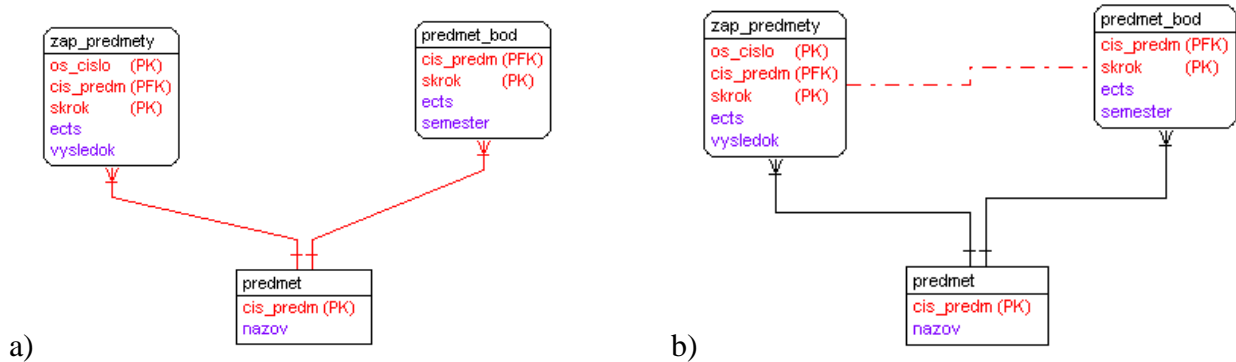 zap_predmety
os_cislo (PK)
cis_predm (PFK)
skrok (PK)
ects
vysledok
predmet_bod
cis_predm (PFK)
skrok (PK)
ects
semester
predmet
cis_predm (PK)
nazov
a)
zap_predmety
os_cislo (PK)
cis_predm (PFK)
skrok (PK)
ects
vysledok
predmet_bod
cis_predm (PFK)
skrok (PK)
ects
semester
predmet
cis_predm (PK)
nazov
b)